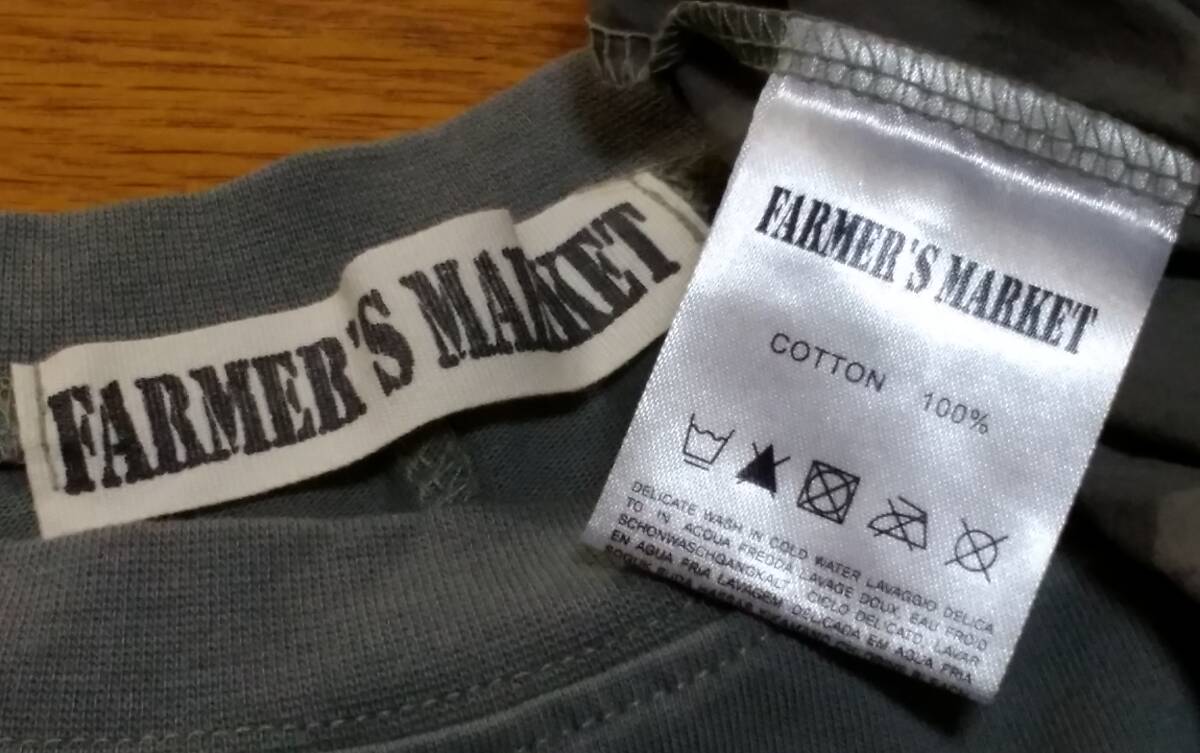 FARMER'S MARKET
FARMER'S MARKET
COTTON 100%
DELICATE WASH IN COLD WATER LAVAGGIO DELICA
TO IN ACQUA FREDDA LAVAGE DOUX, EAU FROID
SCHONWASCHGANGKALT, CICLO DELICATO, LAVAR
EN AGUA FRIA LAVAGEM DELICADA EM AGUA FRIA